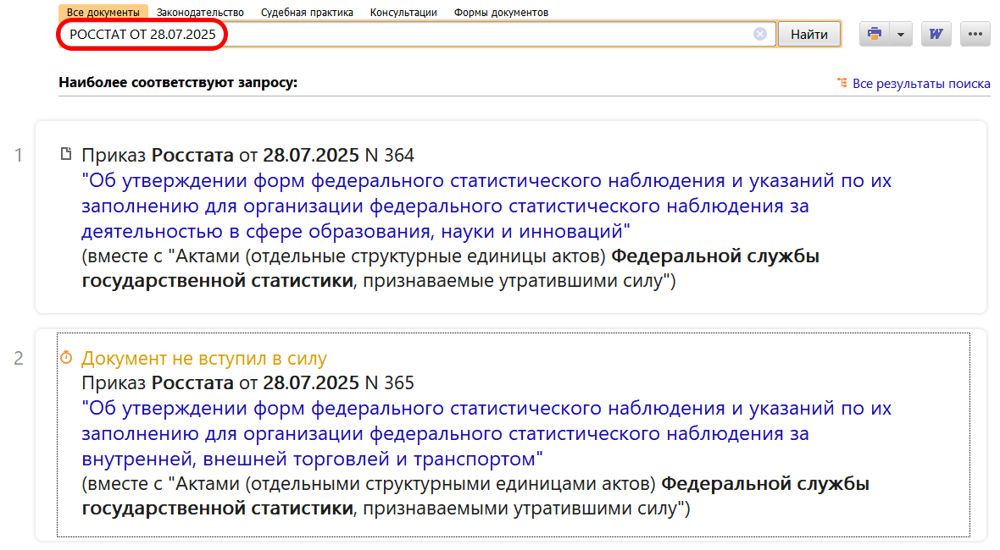 Все документы Законодательство Судебная практика Консультации Формы документов
РОССТАТ ОТ 28.07.2025 Найти W
Наиболее соответствуют запросу: Все результаты поиска
1 Приказ Росстата от 28.07.2025 N 364
"Об утверждении форм федерального статистического наблюдения и указаний по их
заполнению для организации федерального статистического наблюдения за
деятельностью в сфере образования, науки и инноваций"
(вместе с "Актами (отдельные структурные единицы актов) Федеральной службы
государственной статистики, признаваемые утратившими силу")
2 Документ не вступил в силу
Приказ Росстата от 28.07.2025 N 365
"Об утверждении форм федерального статистического наблюдения и указаний по их
заполнению для организации федерального статистического наблюдения за
внутренней, внешней торговлей и транспортом"
(вместе с "Актами (отдельными структурными единицами актов) Федеральной службы
государственной статистики, признаваемыми утратившими силу")